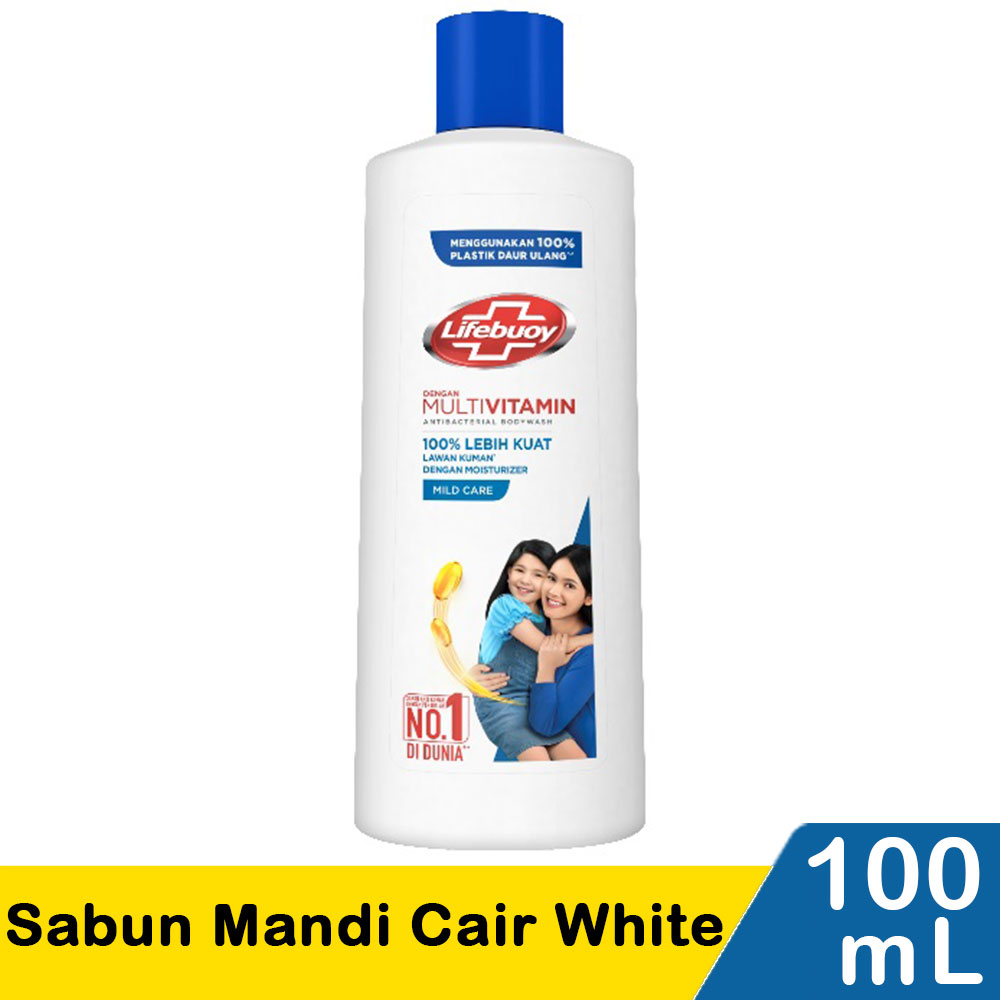 MENGGUNAKAN 100%
PLASTIK DAUR ULANG
Lifebuoy
DENGAN
MULTIVITAMIN
ANTIBACTERIAL BODYWASH
100% LEBIH KUAT
LAWAN KUMAN*
DENGAN MOISTURIZER
MILD CARE
NO.1
DI DUNIA**
Sabun Mandi Cair White
100
mL